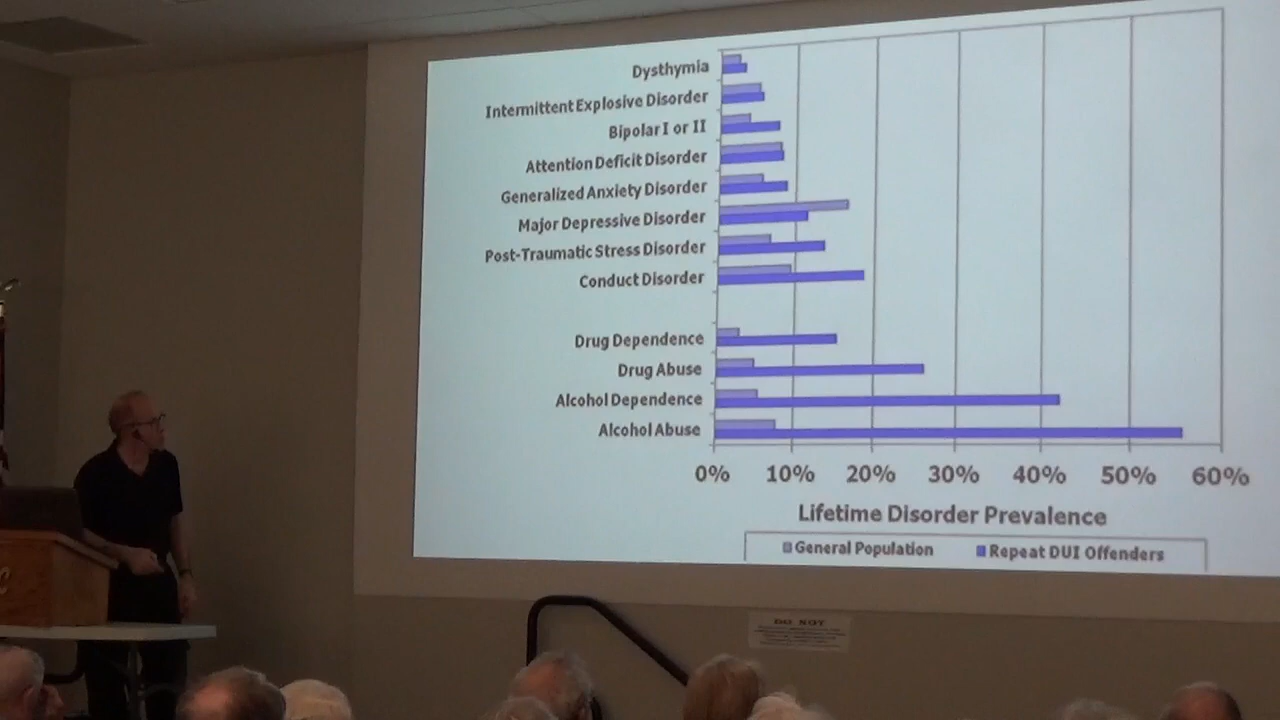 Dysthymia
Intermittent Explosive Disorder
Bipolar I or II
Attention Deficit Disorder
Generalized Anxiety Disorder
Major Depressive Disorder
Post-Traumatic Stress Disorder
Conduct Disorder
Drug Dependence
Drug Abuse
Alcohol Dependence
Alcohol Abuse
0% 10% 20% 30% 40% 50% 60%
Lifetime Disorder Prevalence
General Population Repeat DUI Offenders
DO NOT